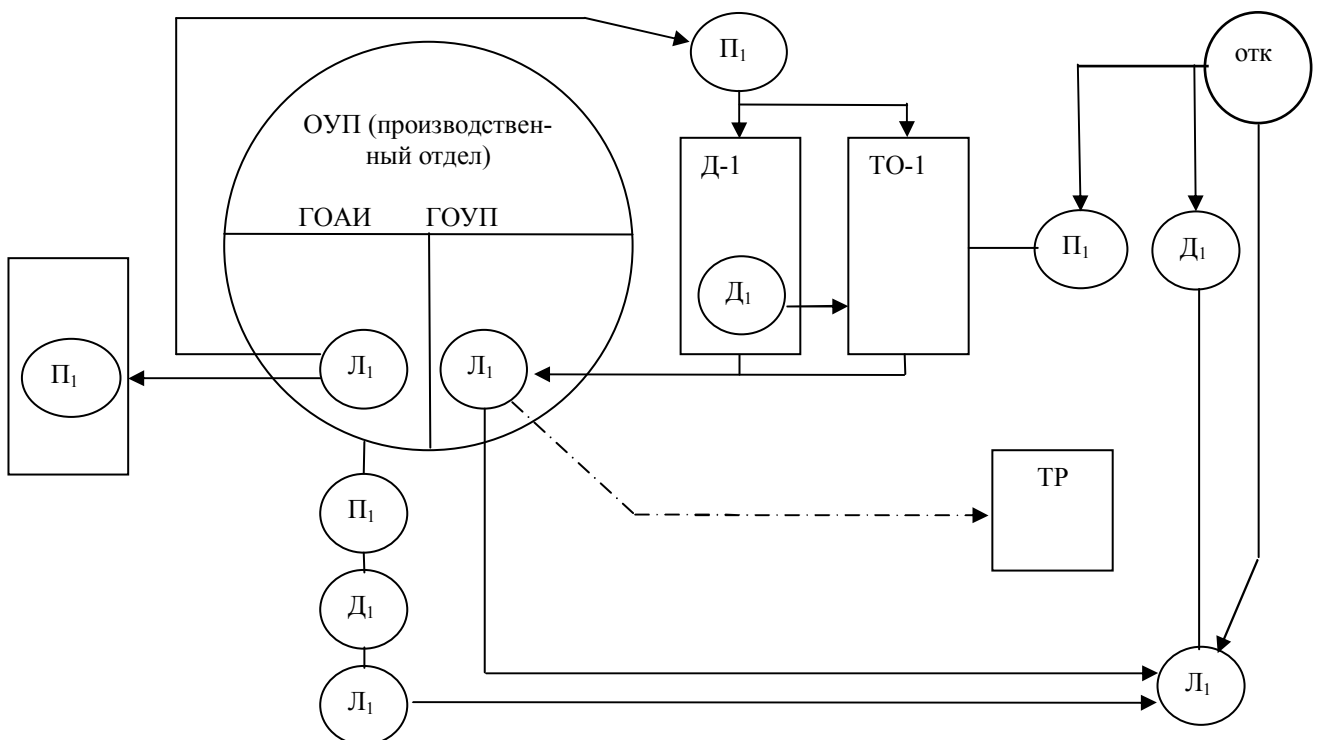 П₁
отк
ОУП (производствен-
ный отдел)
Д-1
ТО-1
ГОАИ
ГОУП
П₁
Д₁
Д₁
П₁
Л₁
Л₁
ТР
П₁
Д₁
Л₁
Л₁